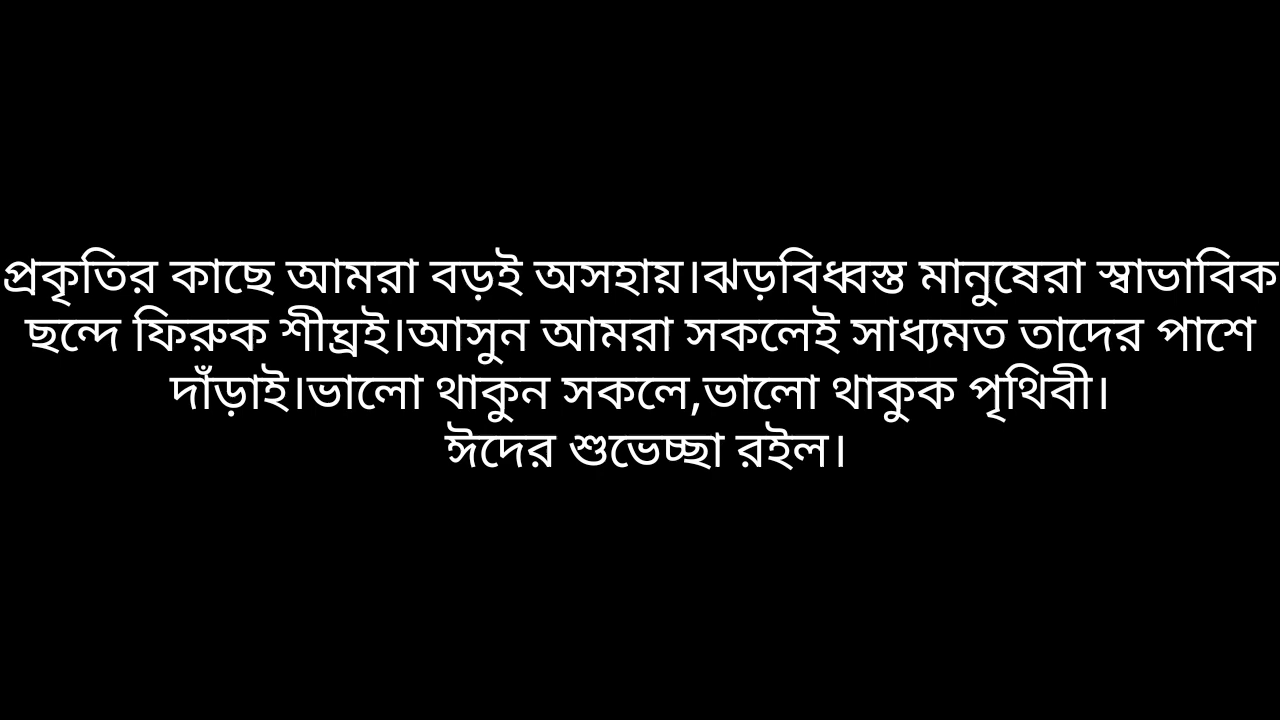 প্রকৃতির কাছে আমরা বড়ই অসহায়।ঝড়বিধ্বস্ত মানুষেরা স্বাভাবিক
ছন্দে ফিরুক শীঘ্রই।আসুন আমরা সকলেই সাধ্যমত তাদের পাশে
দাঁড়াই।ভালো থাকুন সকলে,ভালো থাকুক পৃথিবী।
ঈদের শুভেচ্ছা রইল।